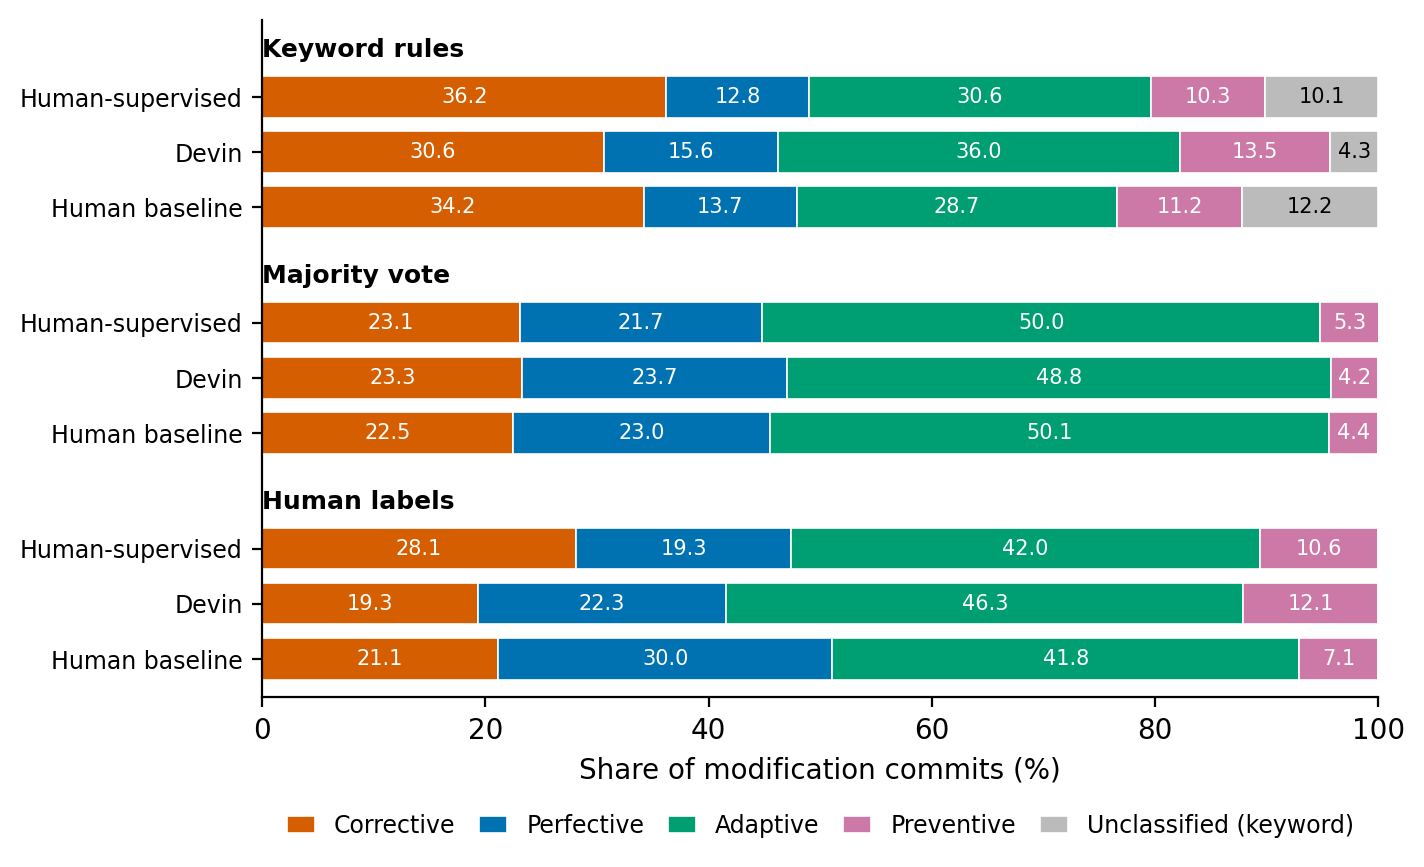 Keyword rules
Human-supervised 36.2 12.8 30.6 10.3 10.1
Devin 30.6 15.6 36.0 13.5 4.3
Human baseline 34.2 13.7 28.7 11.2 12.2
Majority vote
Human-supervised 23.1 21.7 50.0 5.3
Devin 23.3 23.7 48.8 4.2
Human baseline 22.5 23.0 50.1 4.4
Human labels
Human-supervised 28.1 19.3 42.0 10.6
Devin 19.3 22.3 46.3 12.1
Human baseline 21.1 30.0 41.8 7.1
0 20 40 60 80 100
Share of modification commits (%)
Corrective Perfective Adaptive Preventive Unclassified (keyword)